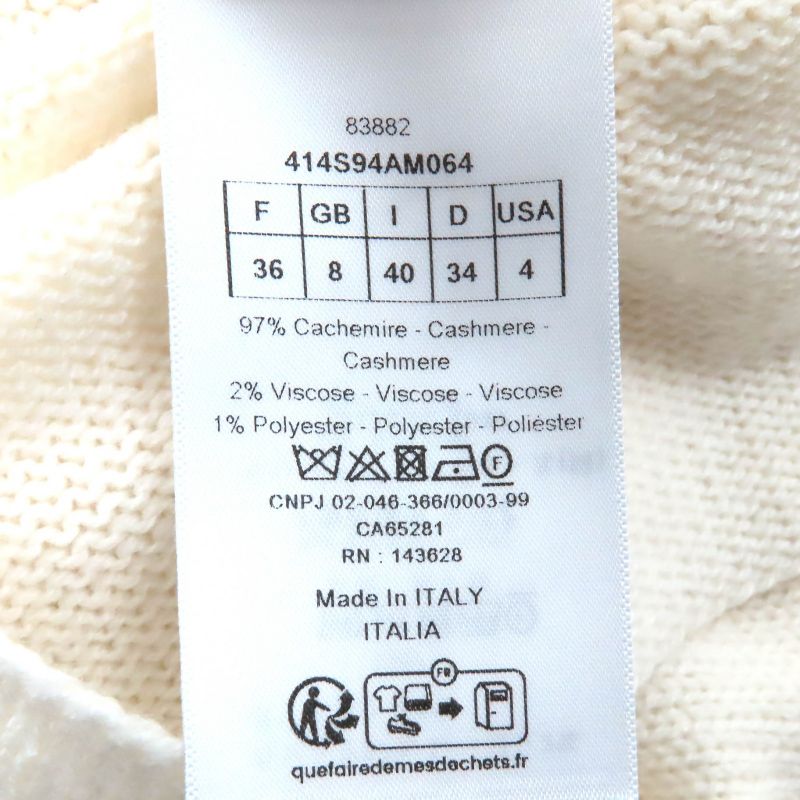 83882
414S94AM064
F GB I D USA
36 8 40 34 4
97% Cachemire - Cashmere -
Cashmere
2% Viscose - Viscose - Viscose
1% Polyester - Polyester - Poliéster
F
CNPJ 02-046-366/0003-99
CA65281
RN : 143628
Made In ITALY
ITALIA
FR
quefairedemesdechets.fr